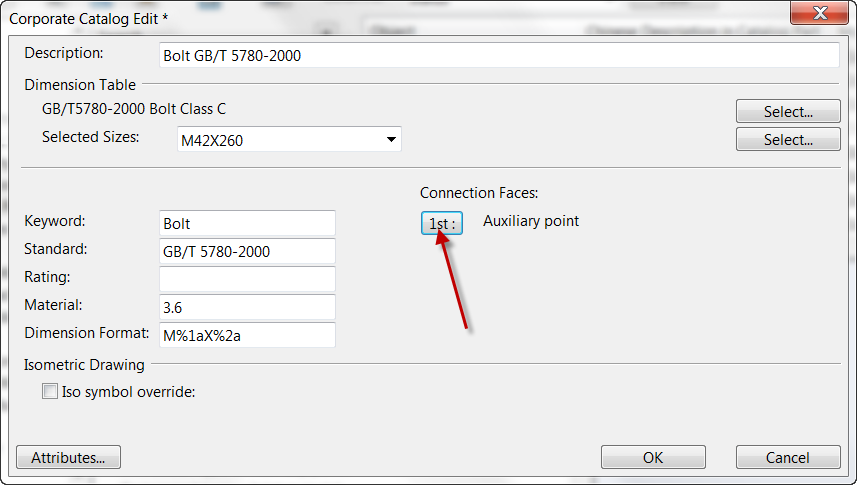 Corporate Catalog Edit *
Description: Bolt GB/T 5780-2000
Dimension Table
GB/T5780-2000 Bolt Class C Select...
Selected Sizes: M42X260 Select...
Connection Faces:
Keyword: Bolt 1st : Auxiliary point
Standard: GB/T 5780-2000
Rating:
Material: 3.6
Dimension Format: M%1aX%2a
Isometric Drawing
Iso symbol override:
Attributes... OK Cancel